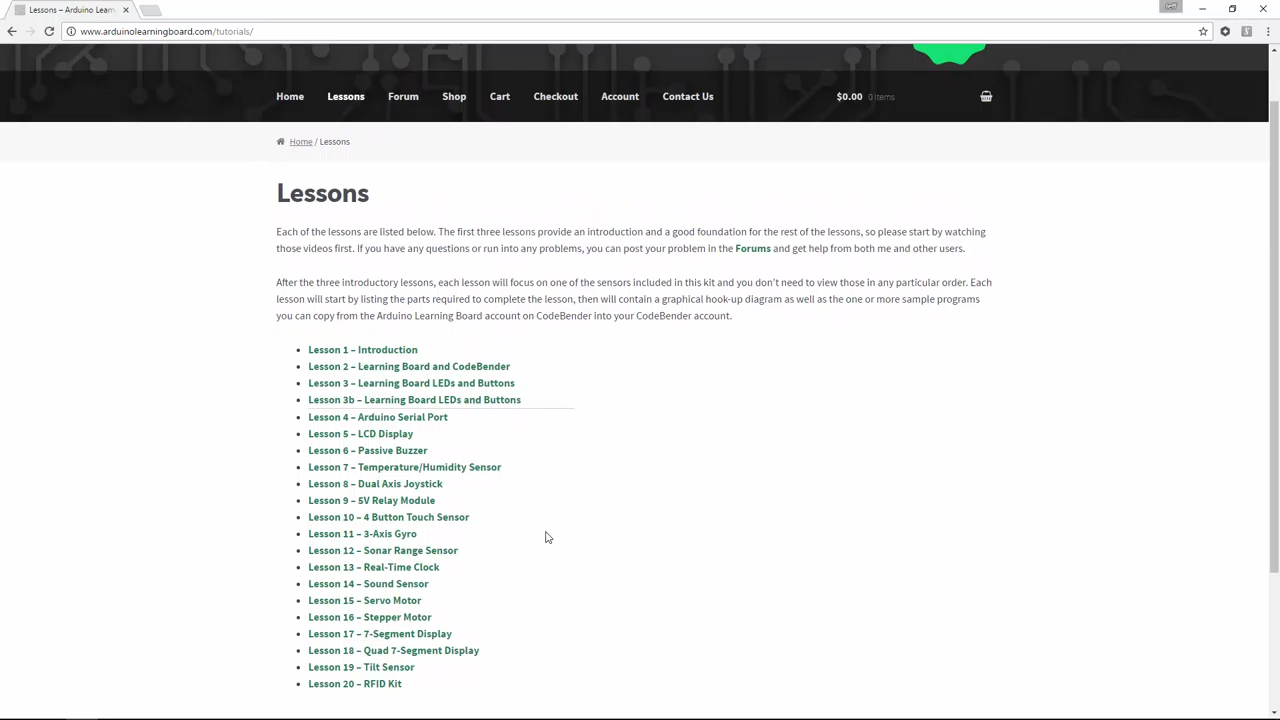 Lessons – Arduino Learn
www.arduinolearningboard.com/tutorials/
Home Lessons Forum Shop Cart Checkout Account Contact Us $0.00 0 items
Home / Lessons
Lessons
Each of the lessons are listed below. The first three lessons provide an introduction and a good foundation for the rest of the lessons, so please start by watching
those videos first. If you have any questions or run into any problems, you can post your problem in the Forums and get help from both me and other users.
After the three introductory lessons, each lesson will focus on one of the sensors included in this kit and you don't need to view those in any particular order. Each
lesson will start by listing the parts required to complete the lesson, then will contain a graphical hook-up diagram as well as the one or more sample programs
you can copy from the Arduino Learning Board account on CodeBender into your CodeBender account.
Lesson 1 – Introduction
Lesson 2 – Learning Board and CodeBender
Lesson 3 – Learning Board LEDs and Buttons
Lesson 3b – Learning Board LEDs and Buttons
Lesson 4 – Arduino Serial Port
Lesson 5 – LCD Display
Lesson 6 – Passive Buzzer
Lesson 7 – Temperature/Humidity Sensor
Lesson 8 – Dual Axis Joystick
Lesson 9 – 5V Relay Module
Lesson 10 – 4 Button Touch Sensor
Lesson 11 – 3-Axis Gyro
Lesson 12 – Sonar Range Sensor
Lesson 13 – Real-Time Clock
Lesson 14 – Sound Sensor
Lesson 15 – Servo Motor
Lesson 16 – Stepper Motor
Lesson 17 – 7-Segment Display
Lesson 18 – Quad 7-Segment Display
Lesson 19 – Tilt Sensor
Lesson 20 – RFID Kit